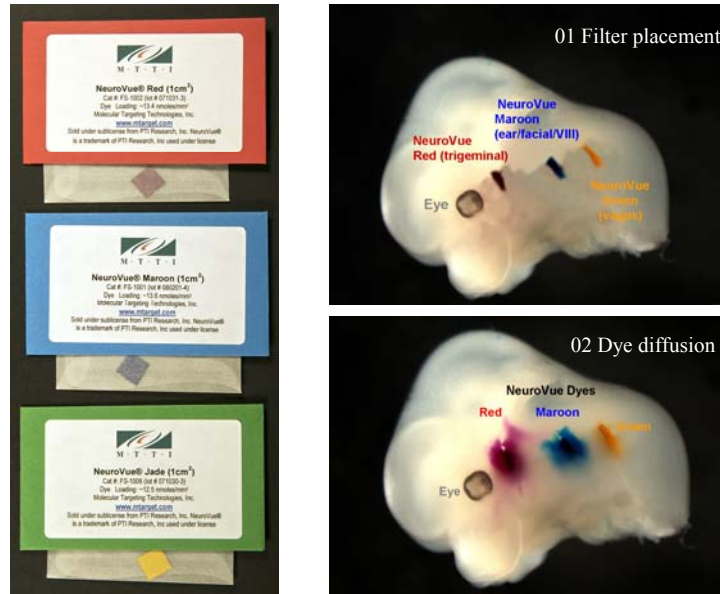 M · T · T · I
NeuroVue® Red (1cm²)
Cat #: FS-1002 (lot # 071031-3)
Dye Loading: ~13.4 nmoles/mm²
Molecular Targeting Technologies, Inc.
www.mtarget.com
Sold under sublicense from PTI Research, Inc. NeuroVue®
is a trademark of PTI Research, Inc used under license
M · T · T · I
NeuroVue® Maroon (1cm²)
Cat #: FS-1001 (lot # 080201-4)
Dye Loading: ~13.6 nmoles/mm²
Molecular Targeting Technologies, Inc.
www.mtarget.com
Sold under sublicense from PTI Research, Inc. NeuroVue®
is a trademark of PTI Research, Inc used under license
M · T · T · I
NeuroVue® Jade (1cm²)
Cat #: FS-1006 (lot # 071030-3)
Dye Loading: ~12.5 nmoles/mm²
Molecular Targeting Technologies, Inc.
www.mtarget.com
Sold under sublicense from PTI Research, Inc. NeuroVue®
is a trademark of PTI Research, Inc used under license
01 Filter placement
NeuroVue
Maroon
(ear/facial/VIII)
NeuroVue
Red (trigeminal)
Eye
NeuroVue
Green
(vagus)
02 Dye diffusion
NeuroVue Dyes
Red
Maroon
Green
Eye